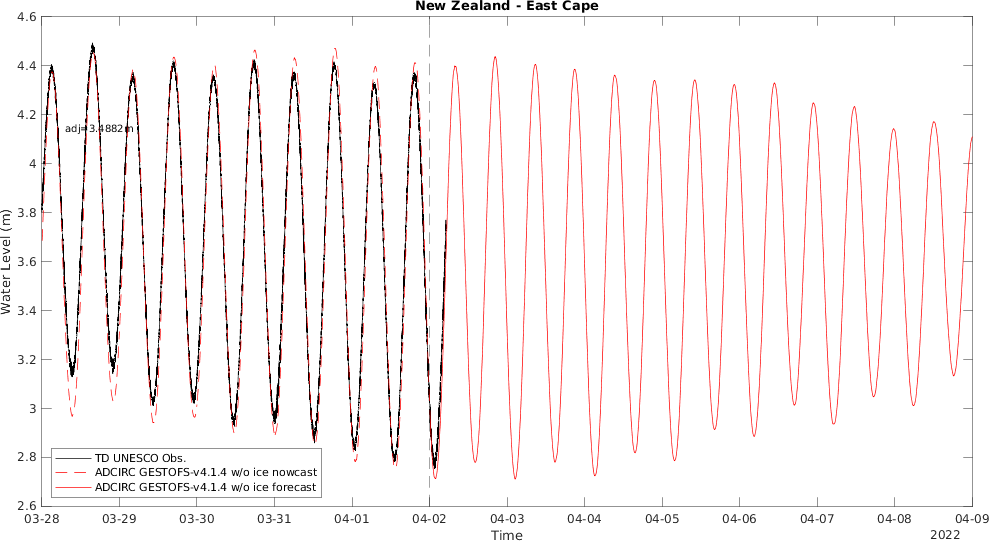 New Zealand - East Cape
4.6
4.4
4.2
4
3.8
3.6
3.4
3.2
3
2.8
2.6
Water Level (m)
adj=3.4882m
TD UNESCO Obs.
ADCIRC GESTOFS-v4.1.4 w/o ice nowcast
ADCIRC GESTOFS-v4.1.4 w/o ice forecast
03-28 03-29 03-30 03-31 04-01 04-02 04-03 04-04 04-05 04-06 04-07 04-08 04-09
Time
2022